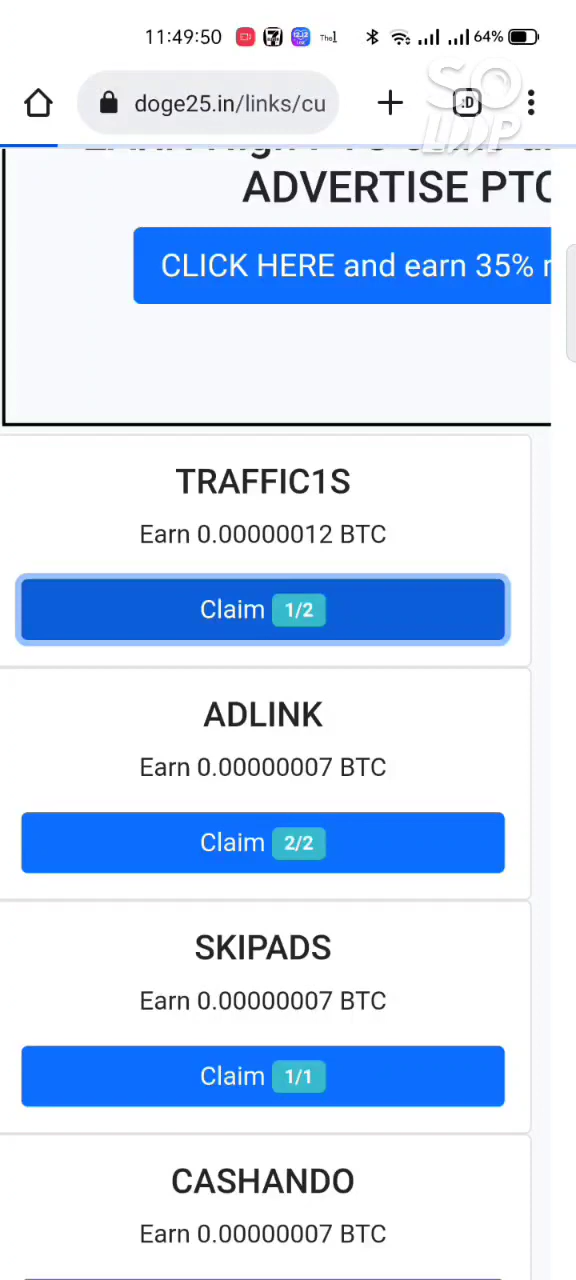 11:49:50
64%
doge25.in/links/cu
:D
SO
LIIP
ADVERTISE PTC
CLICK HERE and earn 35% r
TRAFFIC1S
Earn 0.00000012 BTC
Claim 1/2
ADLINK
Earn 0.00000007 BTC
Claim 2/2
SKIPADS
Earn 0.00000007 BTC
Claim 1/1
CASHANDO
Earn 0.00000007 BTC